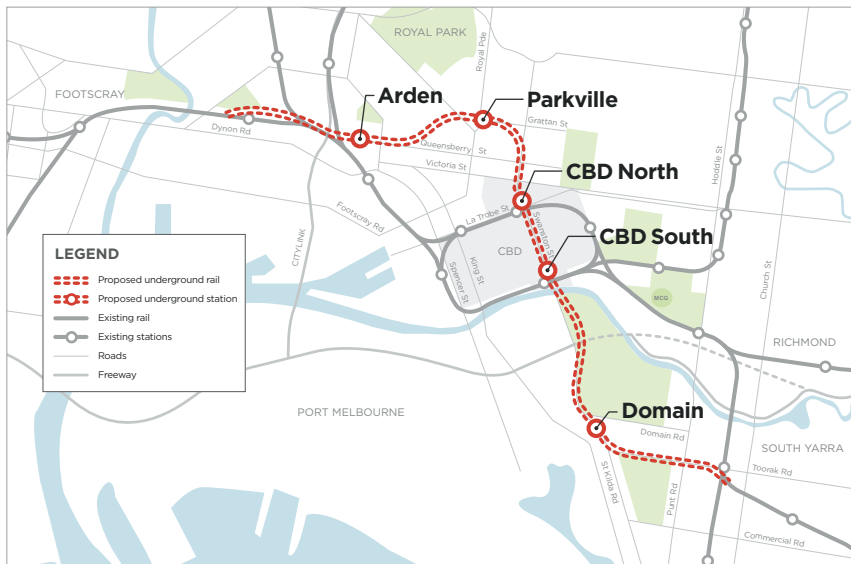 ROYAL PARK
Royal Pde
FOOTSCRAY
Arden
Parkville
Dynon Rd
Grattan St
Queensberry St
Victoria St
Hoddle St
CBD North
Footscray Rd
La Trobe St
Swanston St
CBD South
CBD
CITYLINK
King St
Spencer St
MCG
Church St
LEGEND
Proposed underground rail
Proposed underground station
Existing rail
Existing stations
Roads
Freeway
RICHMOND
PORT MELBOURNE
Domain
Domain Rd
SOUTH YARRA
Toorak Rd
St Kilda Rd
Punt Rd
Commercial Rd